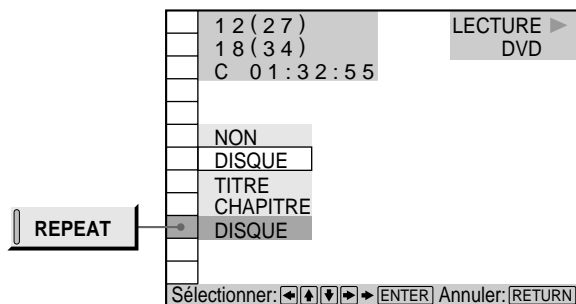 12(27)
LECTURE ▶
18(34)
DVD
C 01:32:55
NON
DISQUE
TITRE
CHAPITRE
REPEAT
DISQUE
Sélectionner: ← ↑ ↓ → → ENTER Annuler: RETURN